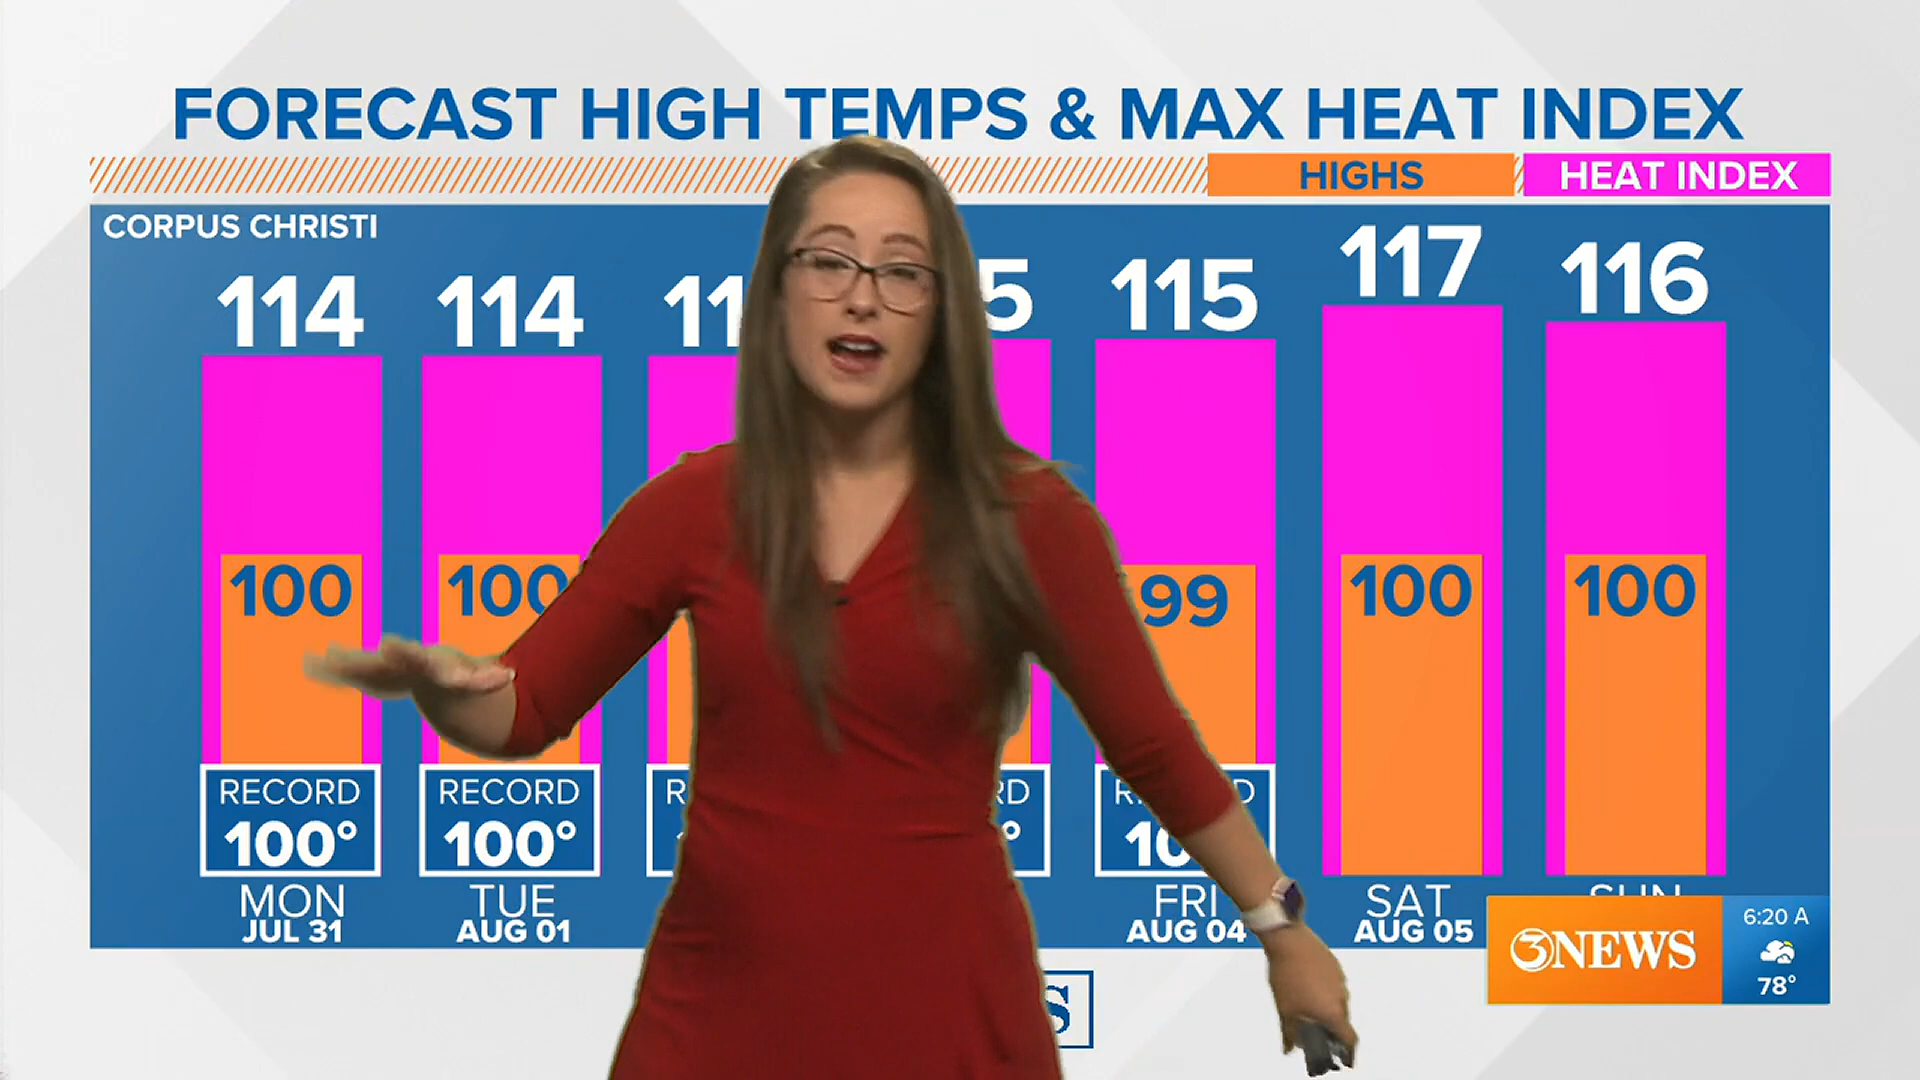 FORECAST HIGH TEMPS & MAX HEAT INDEX
HIGHS
HEAT INDEX
CORPUS CHRISTI
114
114
115
117
116
100
100
99
100
100
RECORD
100°
RECORD
100°
MON
JUL 31
TUE
AUG 01
FRI
AUG 04
SAT
AUG 05
SUN
3NEWS
6:20 A
78°